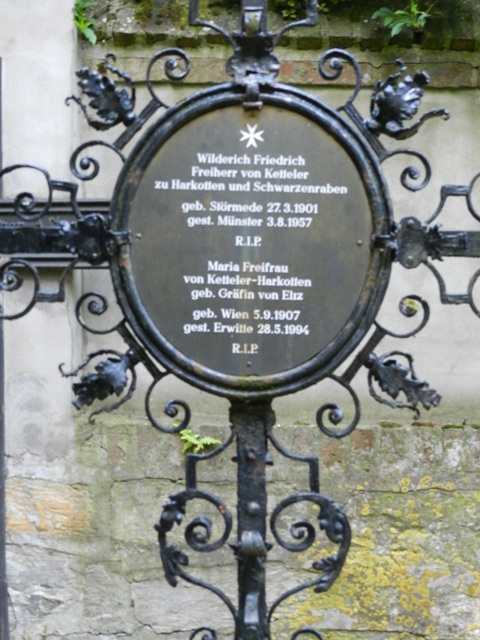 Wilderich Friedrich
Freiherr von Ketteler
zu Harkotten und Schwarzenraben
geb. Störmede 27.3.1901
gest. Münster 3.8.1957
R.I.P.
Maria Freifrau
von Ketteler-Harkotten
geb. Gräfin von Eltz
geb. Wien 5.9.1907
gest. Erwitte 28.5.1994
R.I.P.